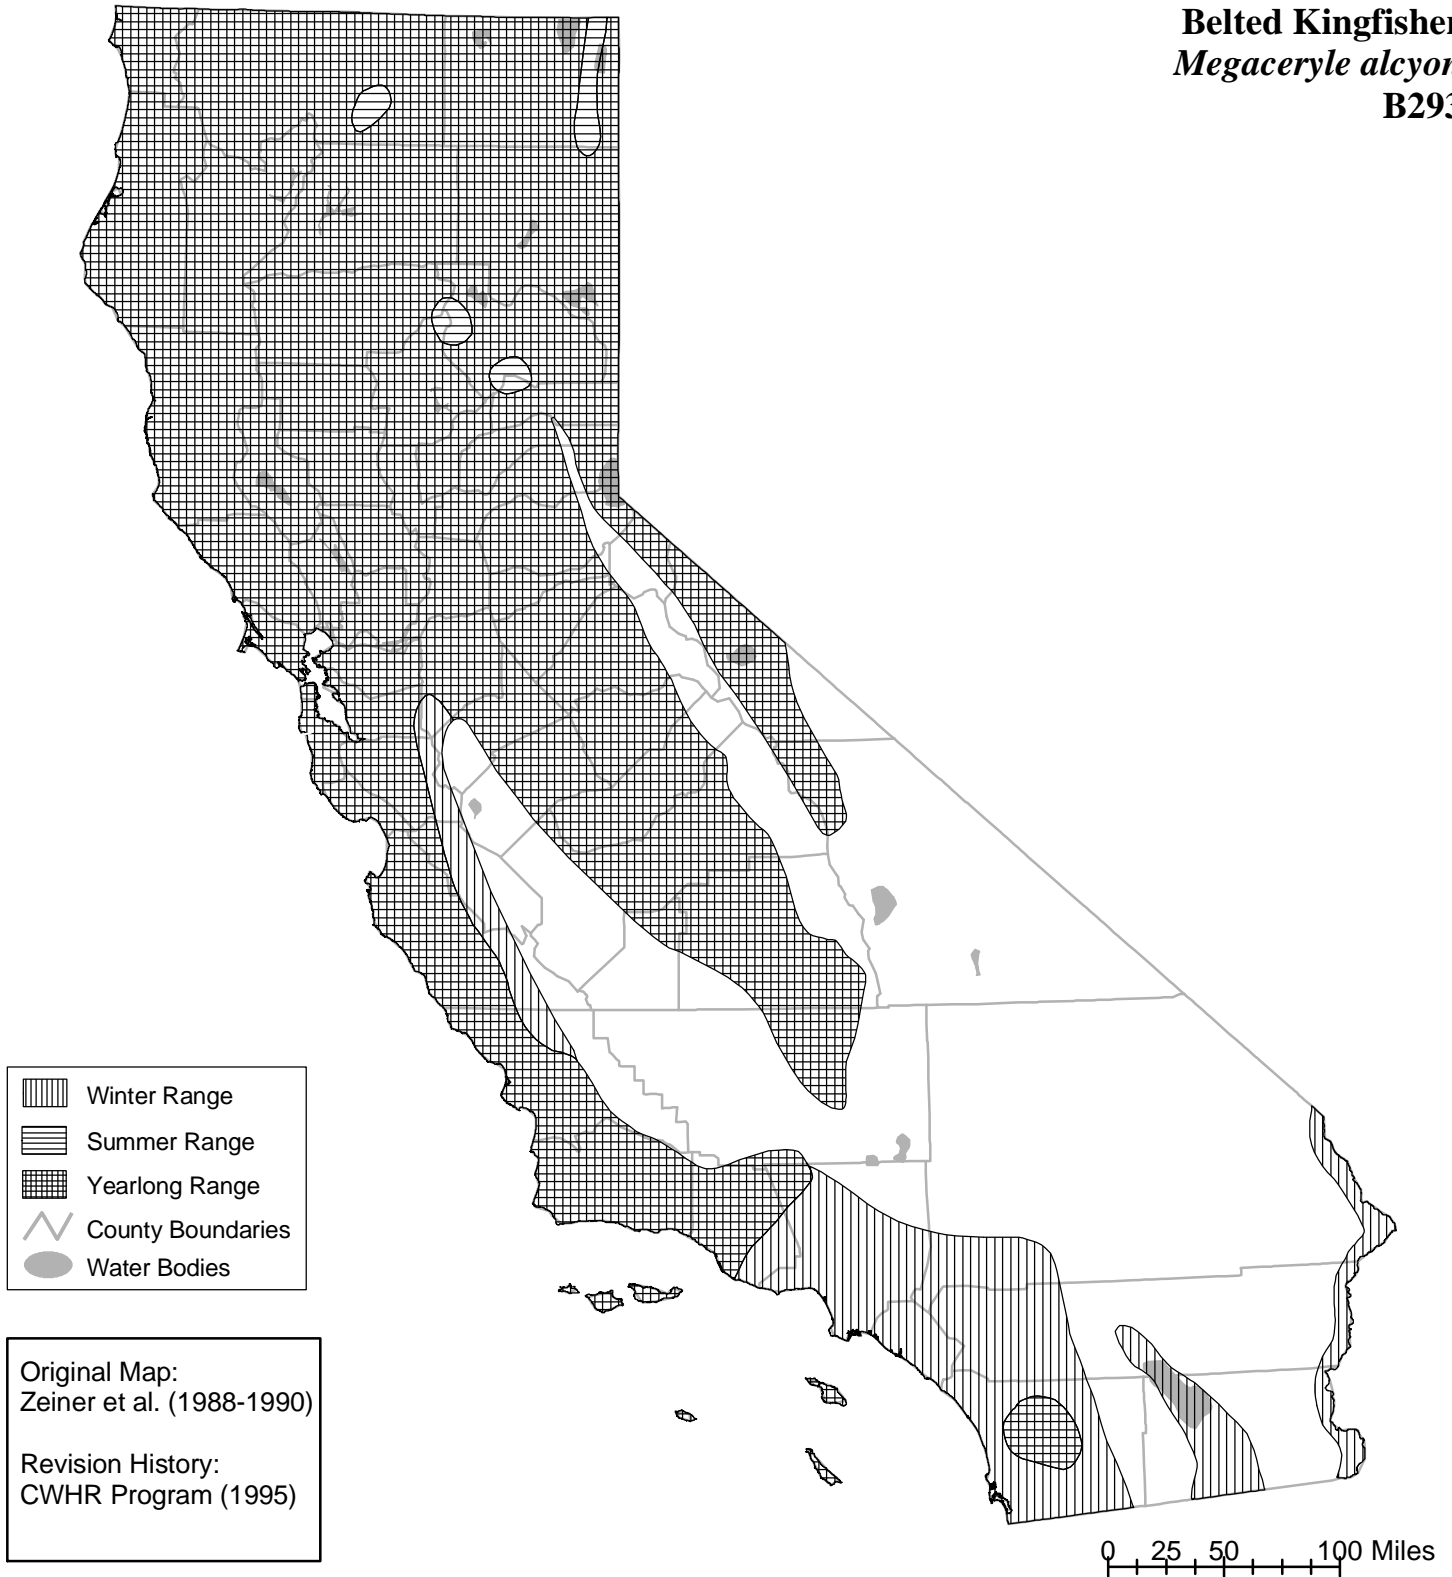 Belted Kingfisher
Megaceryle alcyon
B293
Winter Range
Summer Range
Yearlong Range
County Boundaries
Water Bodies
Original Map:
Zeiner et al. (1988-1990)
Revision History:
CWHR Program (1995)
0 25 50 100 Miles